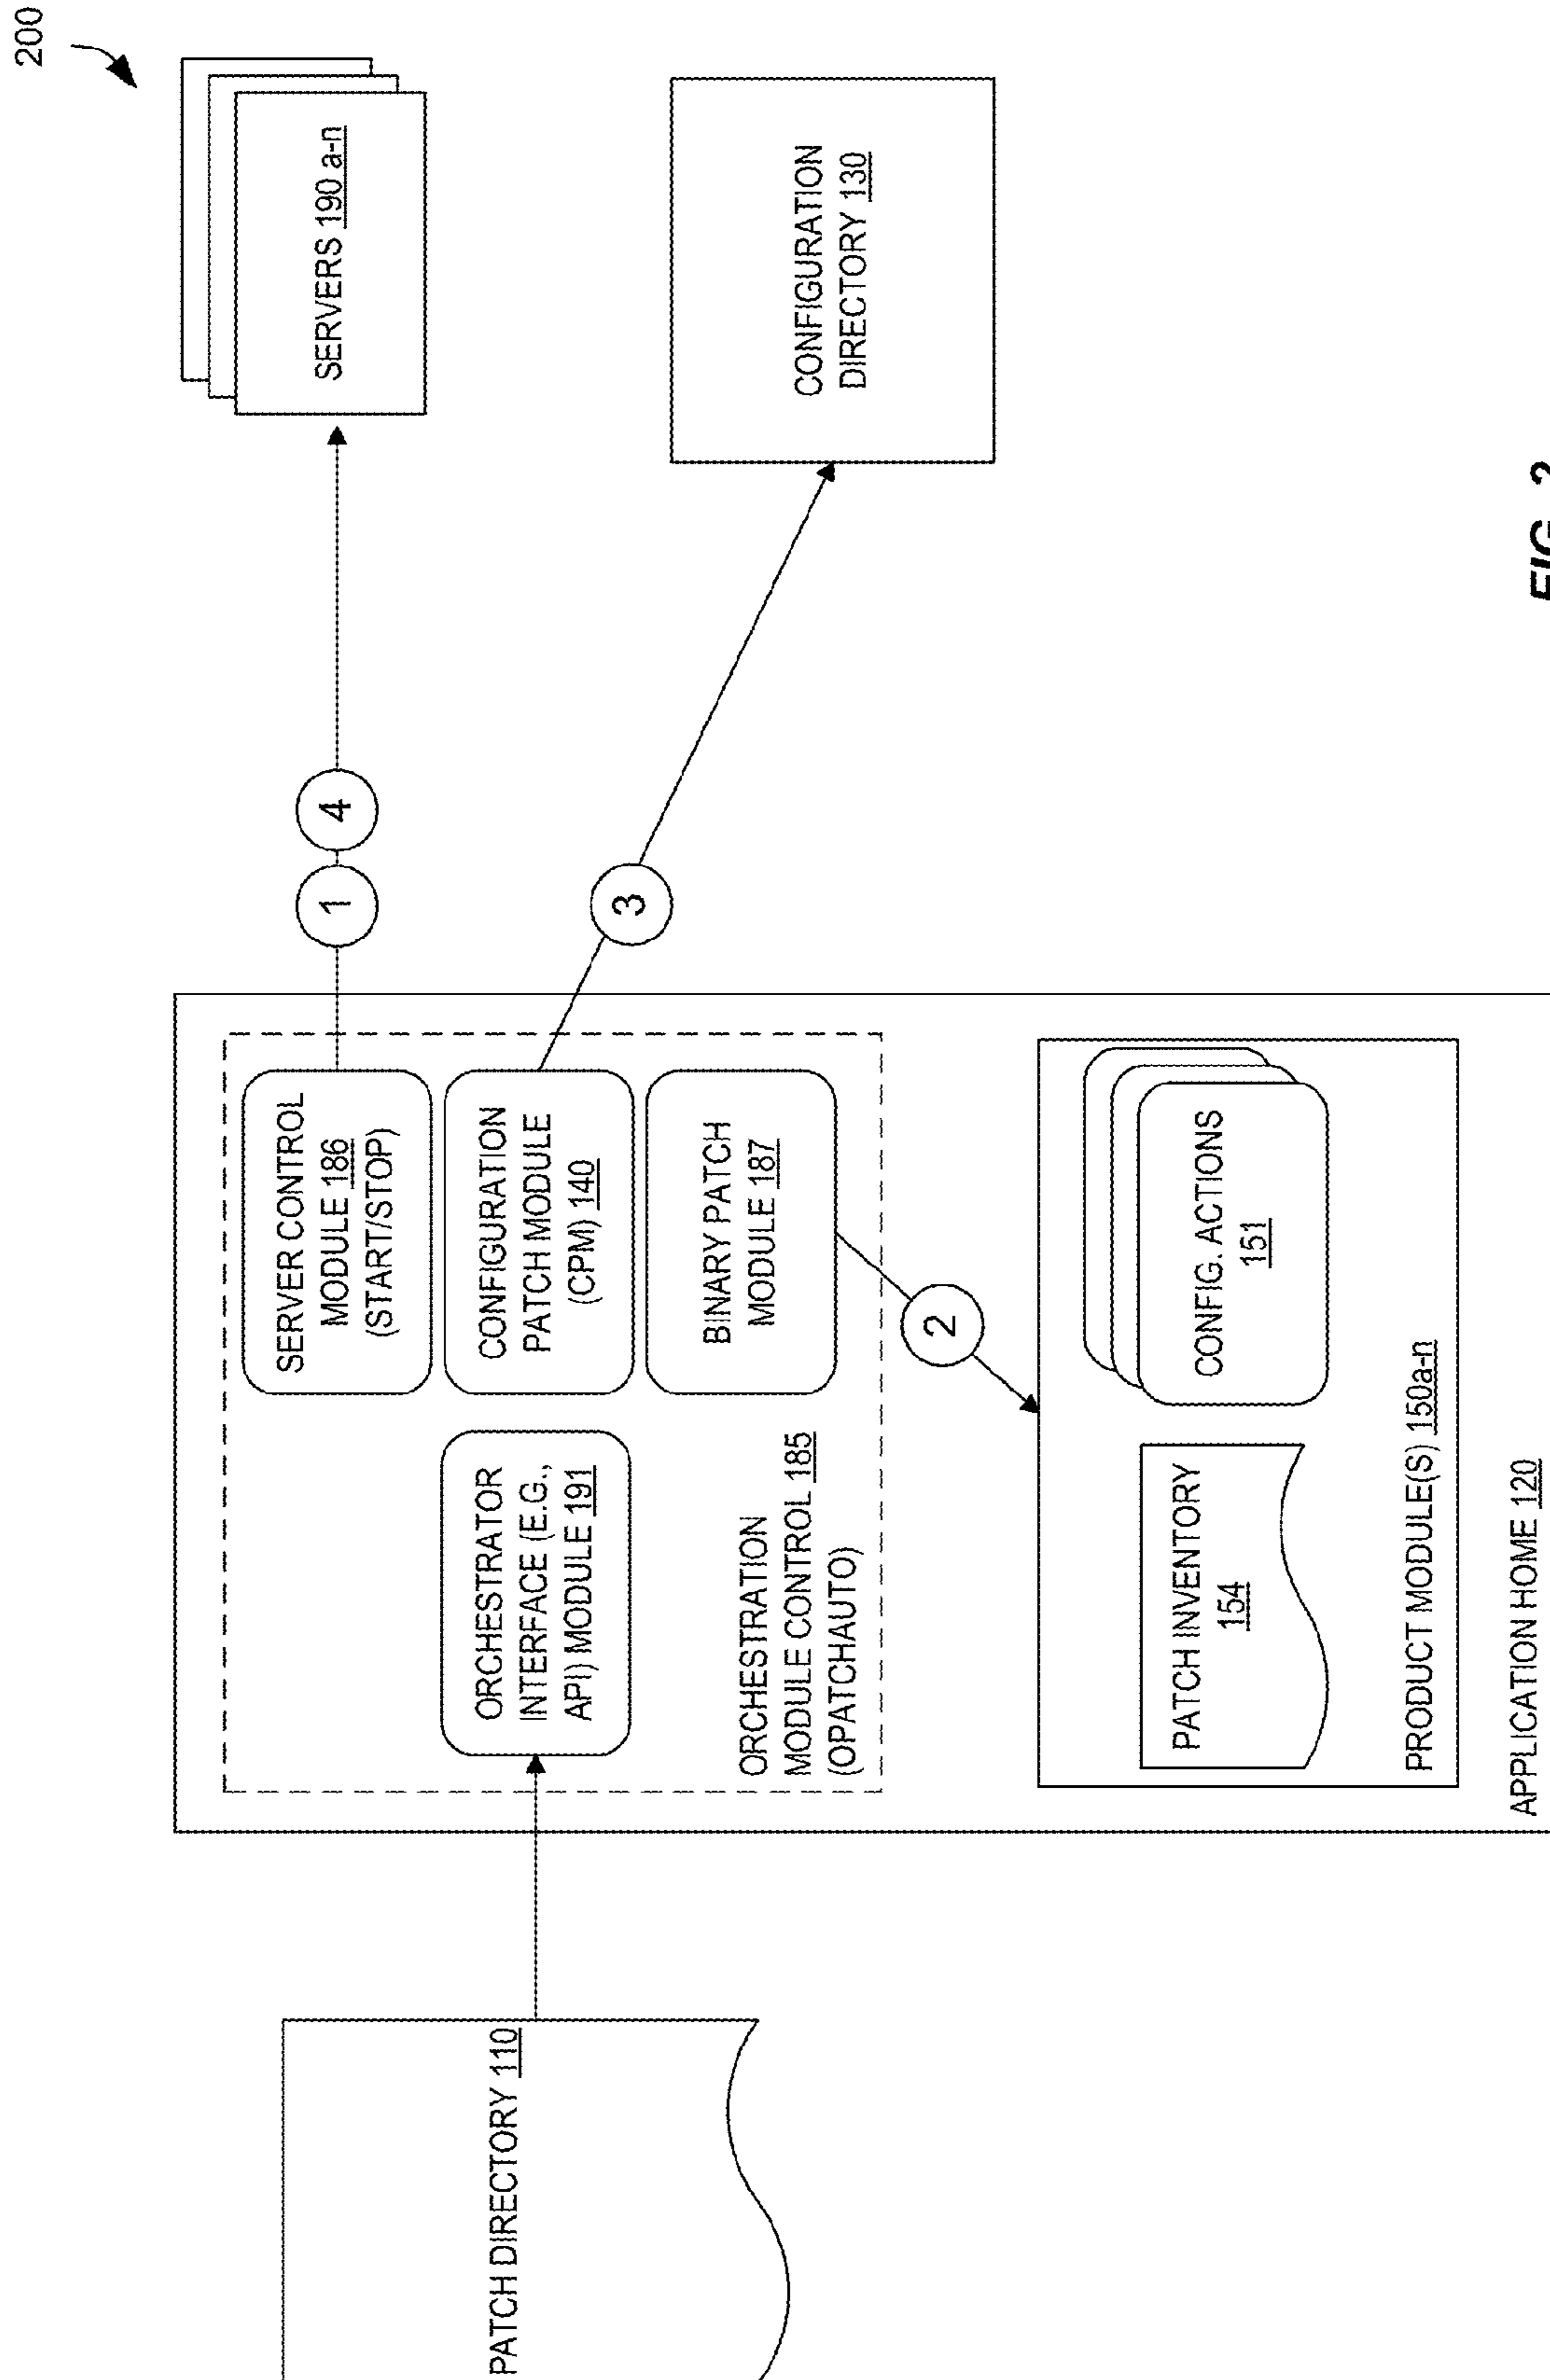 200
PATCH DIRECTORY 110
ORCHESTRATOR
INTERFACE (E.G.,
API) MODULE 191
SERVER CONTROL
MODULE 186
(START/STOP)
CONFIGURATION
PATCH MODULE
(CPM) 140
BINARY PATCH
MODULE 187
ORCHESTRATION
MODULE CONTROL 185
(OPATCHAUTO)
1
4
3
2
SERVERS 190 a-n
CONFIGURATION
DIRECTORY 130
PATCH INVENTORY
154
CONFIG. ACTIONS
151
PRODUCT MODULE(S) 150a-n
APPLICATION HOME 120
FIG. 2